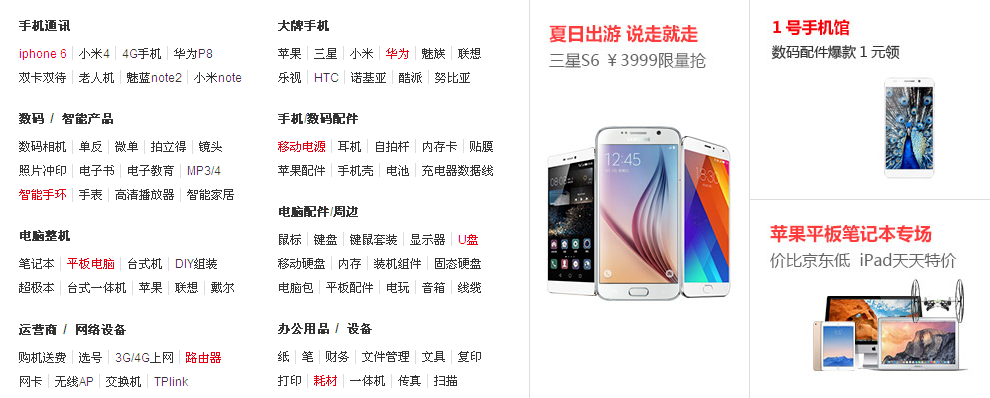 手机通讯
iphone 6 小米4 4G手机 华为P8
双卡双待 老人机 魅蓝note2 小米note
数码 / 智能产品
数码相机 单反 微单 拍立得 镜头
照片冲印 电子书 电子教育 MP3/4
智能手环 手表 高清播放器 智能家居
电脑整机
笔记本 平板电脑 台式机 DIY组装
超极本 台式一体机 苹果 联想 戴尔
运营商 / 网络设备
购机送费 选号 3G/4G上网 路由器
网卡 无线AP 交换机 TPlink
大牌手机
苹果 三星 小米 华为 魅族 联想
乐视 HTC 诺基亚 酷派 努比亚
手机/数码配件
移动电源 耳机 自拍杆 内存卡 贴膜
苹果配件 手机壳 电池 充电器数据线
电脑配件/周边
鼠标 键盘 键鼠套装 显示器 U盘
移动硬盘 内存 装机组件 固态硬盘
电脑包 平板配件 电玩 音箱 线缆
办公用品 / 设备
纸 笔 财务 文件管理 文具 复印
打印 耗材 一体机 传真 扫描
夏日出游 说走就走
三星S6 ￥3999限量抢
12:45
18:05
1号手机馆
数码配件爆款1元领
苹果平板笔记本专场
价比京东低 iPad天天特价